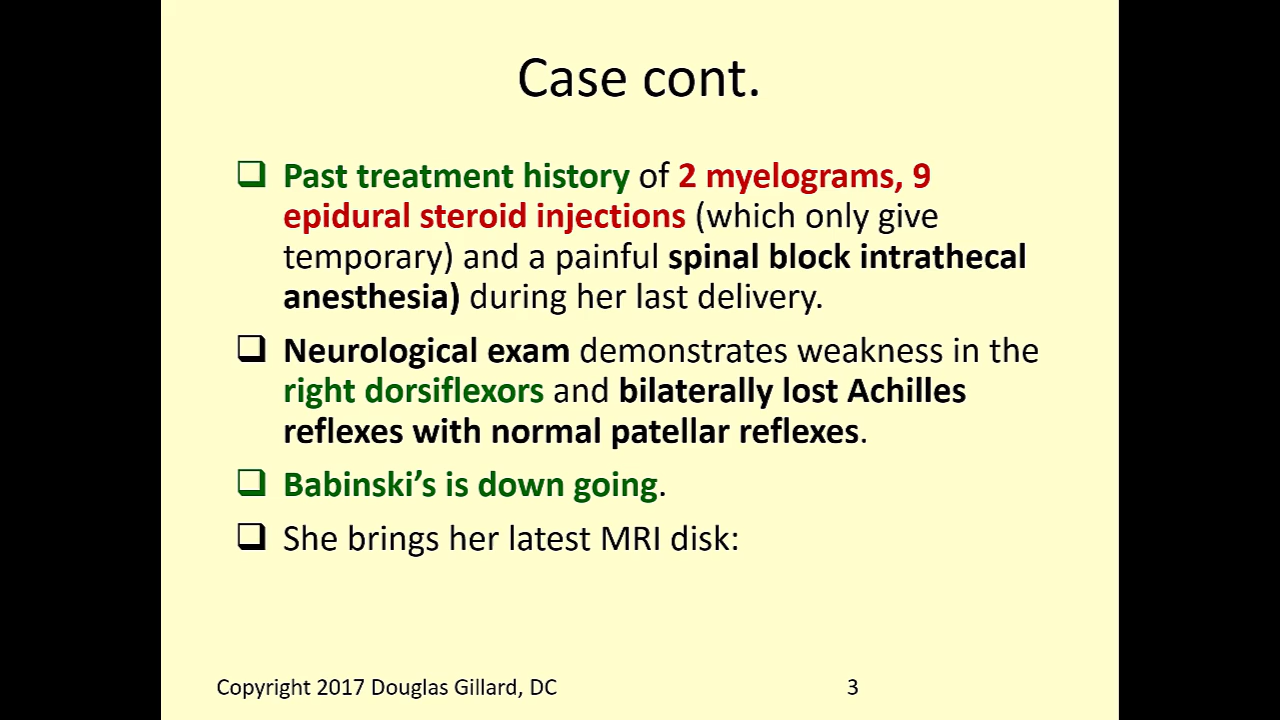 Case cont.
❑ Past treatment history of 2 myelograms, 9
epidural steroid injections (which only give
temporary) and a painful spinal block intrathecal
anesthesia) during her last delivery.
❑ Neurological exam demonstrates weakness in the
right dorsiflexors and bilaterally lost Achilles
reflexes with normal patellar reflexes.
❑ Babinski’s is down going.
❑ She brings her latest MRI disk:
Copyright 2017 Douglas Gillard, DC
3